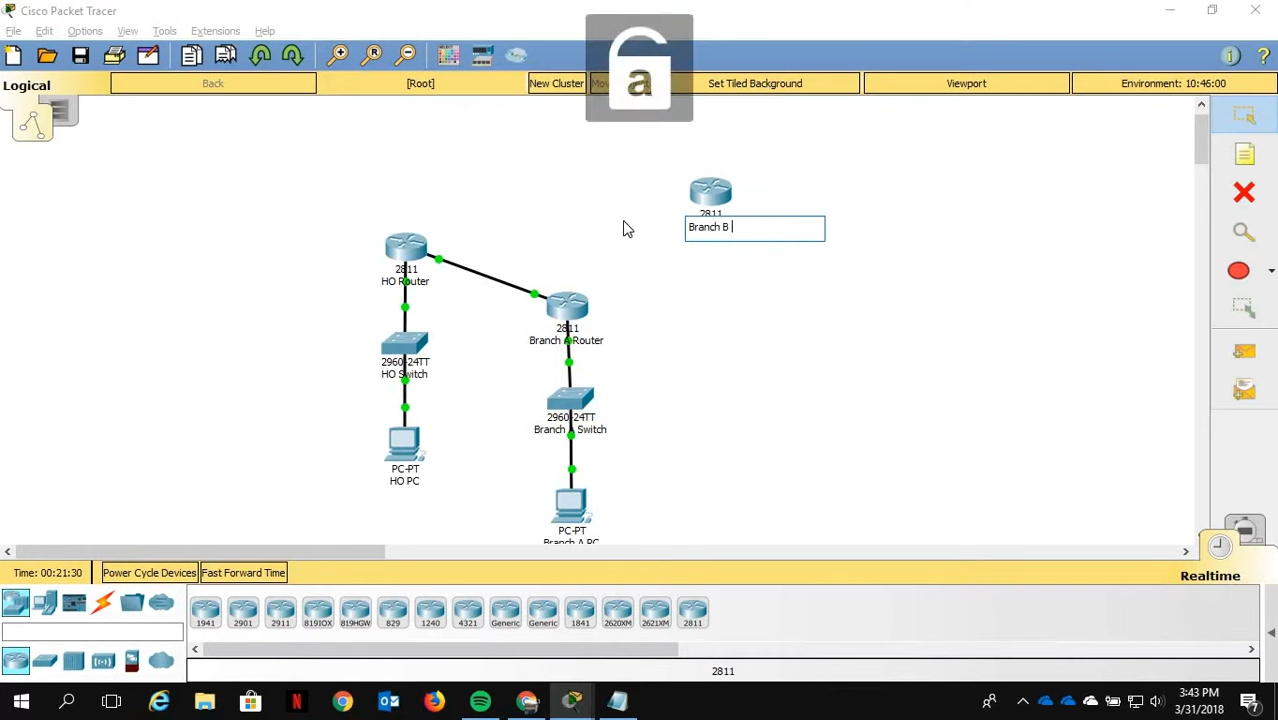 Cisco Packet Tracer
File Edit Options View Tools Extensions Help
Logical Back [Root] New Cluster Set Tiled Background Viewport Environment: 10:46:00
a
2811
Branch B
2811
HO Router
2811
Branch A Router
2960-24TT
HO Switch
2960-24TT
Branch A Switch
PC-PT
HO PC
PC-PT
Branch A PC
Time: 00:21:30 Power Cycle Devices Fast Forward Time Realtime
1941 2901 2911 819IOX 819HGW 829 1240 4321 Generic Generic 1841 2620XM 2621XM 2811
2811
3:43 PM
3/31/2018
7